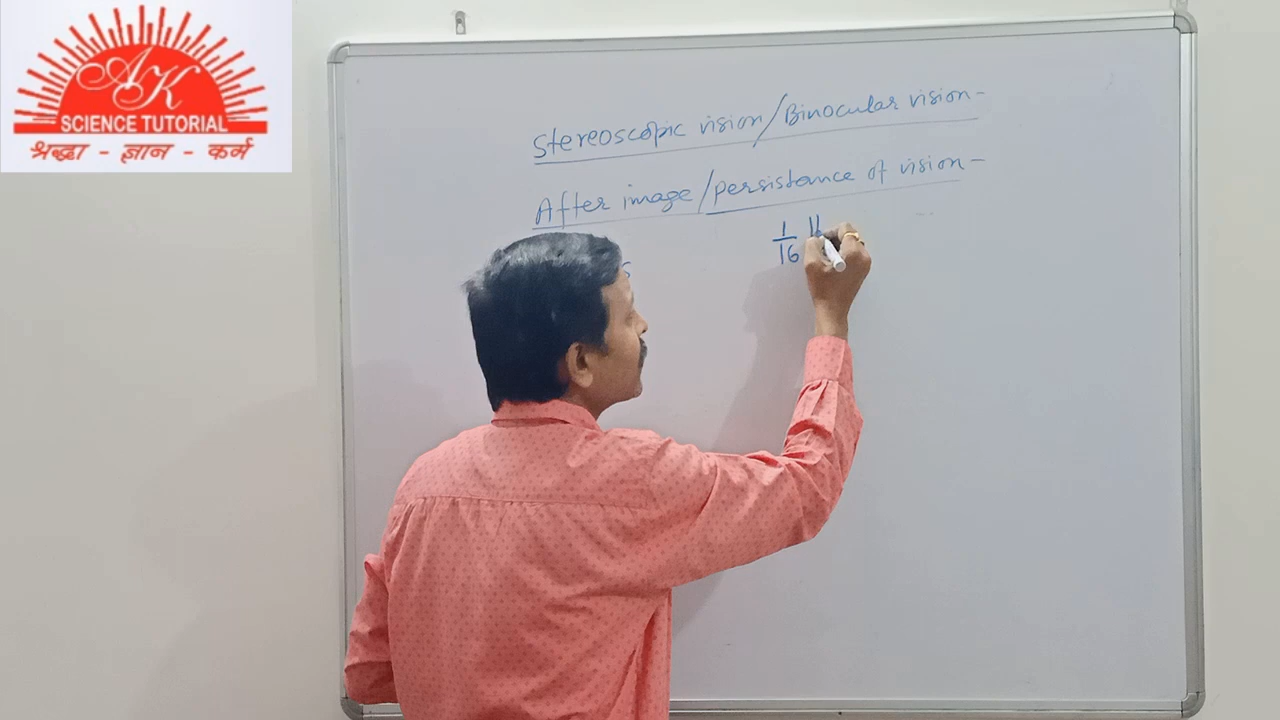 AK
SCIENCE TUTORIAL
श्रद्धा - ज्ञान - कर्म
Stereoscopic vision/Binocular vision-
After image/persistance of vision-
1/16